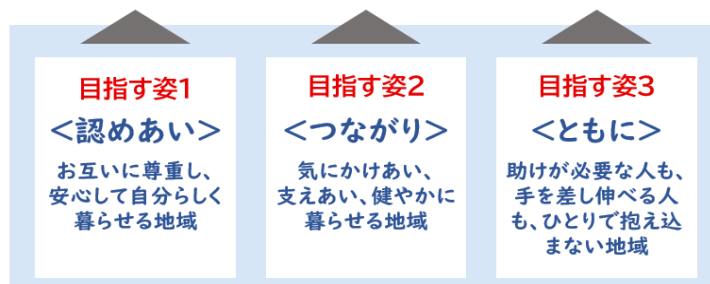 目指す姿1
＜認めあい＞
お互いに尊重し、
安心して自分らしく
暮らせる地域
目指す姿2
＜つながり＞
気にかけあい、
支えあい、健やかに
暮らせる地域
目指す姿3
＜ともに＞
助けが必要な人も、
手を差し伸べる人
も、ひとりで抱え込
まない地域